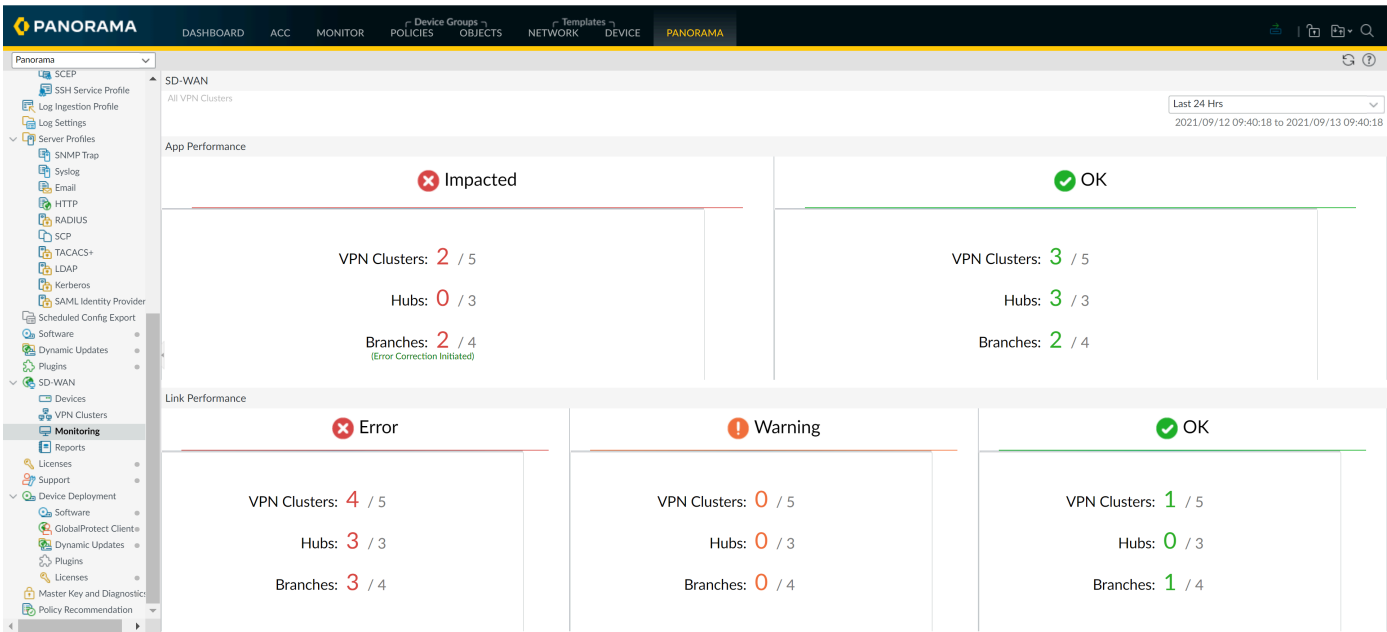 PANORAMA
DASHBOARD ACC MONITOR Device Groups POLICIES OBJECTS Templates NETWORK DEVICE PANORAMA
Panorama
SCEP
SSH Service Profile
Log Ingestion Profile
Log Settings
Server Profiles
SNMP Trap
Syslog
Email
HTTP
RADIUS
SCP
TACACS+
LDAP
Kerberos
SAML Identity Provider
Scheduled Config Export
Software
Dynamic Updates
Plugins
SD-WAN
Devices
VPN Clusters
Monitoring
Reports
Licenses
Support
Device Deployment
Software
GlobalProtect Client
Dynamic Updates
Plugins
Licenses
Master Key and Diagnostics
Policy Recommendation
SD-WAN
All VPN Clusters
Last 24 Hrs
2021/09/12 09:40:18 to 2021/09/13 09:40:18
App Performance
Impacted
VPN Clusters: 2 / 5
Hubs: 0 / 3
Branches: 2 / 4
(Error Correction Initiated)
OK
VPN Clusters: 3 / 5
Hubs: 3 / 3
Branches: 2 / 4
Link Performance
Error
VPN Clusters: 4 / 5
Hubs: 3 / 3
Branches: 3 / 4
Warning
VPN Clusters: 0 / 5
Hubs: 0 / 3
Branches: 0 / 4
OK
VPN Clusters: 1 / 5
Hubs: 0 / 3
Branches: 1 / 4